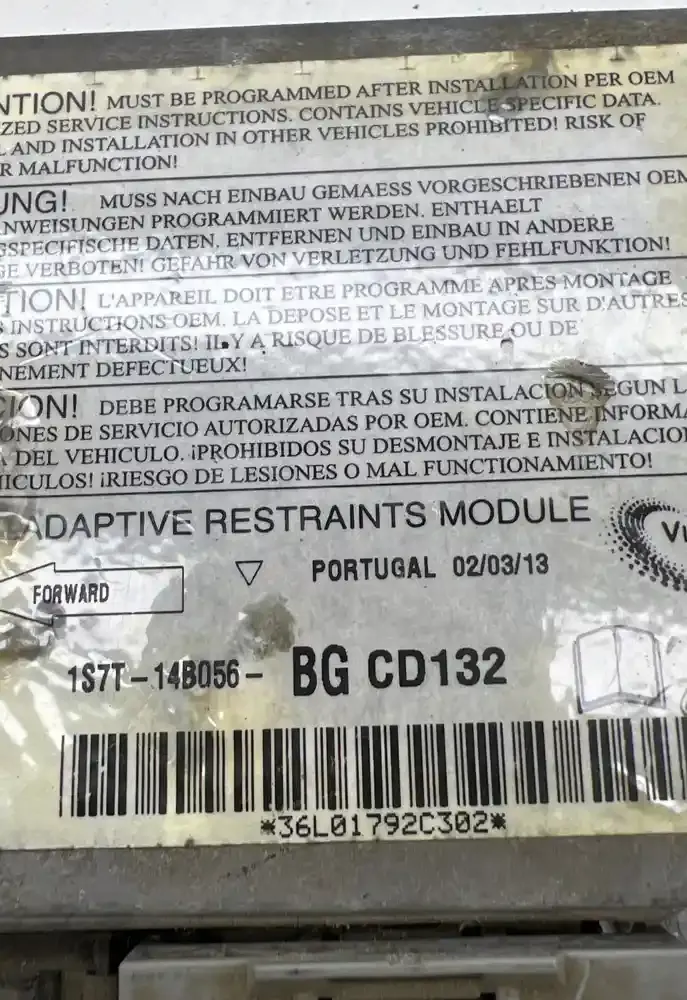 NTION! MUST BE PROGRAMMED AFTER INSTALLATION PER OEM
ZED SERVICE INSTRUCTIONS. CONTAINS VEHICLE SPECIFIC DATA.
L AND INSTALLATION IN OTHER VEHICLES PROHIBITED! RISK OF
R MALFUNCTION!
UNG! MUSS NACH EINBAU GEMAESS VORGESCHRIEBENEN OEM
NWEISUNGEN PROGRAMMIERT WERDEN. ENTHAELT
GSSPECIFISCHE DATEN. ENTFERNEN UND EINBAU IN ANDERE
GE VERBOTEN! GEFAHR VON VERLETZUNG UND FEHLFUNKTION!
TION! L'APPAREIL DOIT ETRE PROGRAMME APRES MONTAGE
S INSTRUCTIONS OEM. LA DEPOSE ET LE MONTAGE SUR D'AUTRES
S SONT INTERDITS! IL Y A RISQUE DE BLESSURE OU DE
NEMENT DEFECTUEUX!
CION! DEBE PROGRAMARSE TRAS SU INSTALACION SEGUN L
ONES DE SERVICIO AUTORIZADAS POR OEM. CONTIENE INFORMA
A DEL VEHICULO. ¡PROHIBIDOS SU DESMONTAJE E INSTALACIO
HICULOS! ¡RIESGO DE LESIONES O MAL FUNCTIONAMIENTO!
ADAPTIVE RESTRAINTS MODULE
FORWARD
PORTUGAL 02/03/13
1S7T-14B056- BG CD132
*36L01792C302*